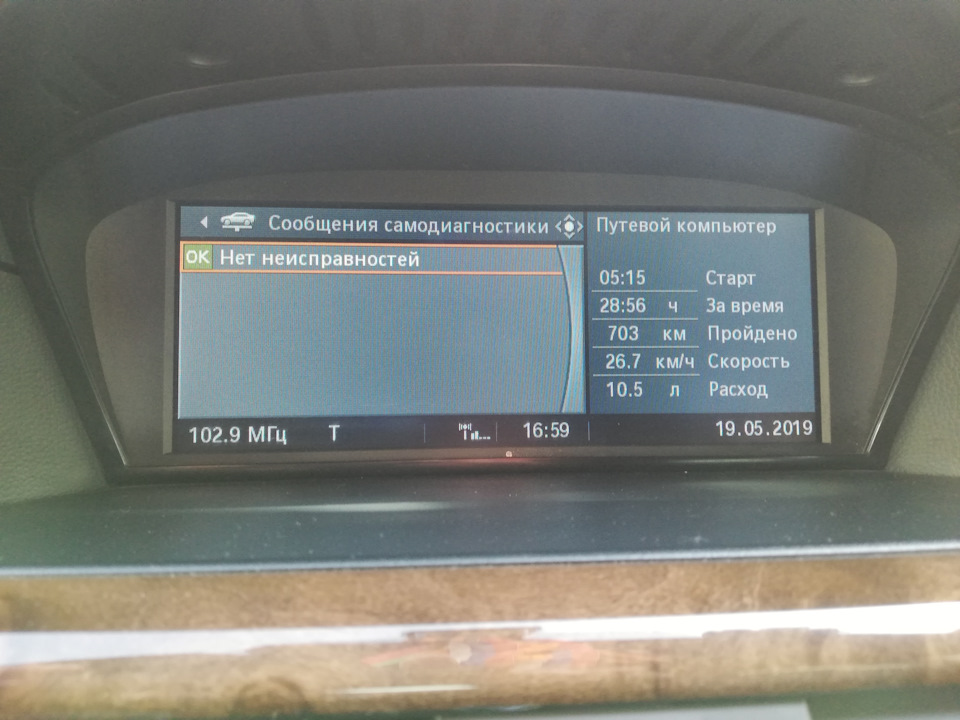 Сообщения самодиагностики
OK Нет неисправностей
Путевой компьютер
05:15 Старт
28:56 ч За время
703 км Пройдено
26.7 км/ч Скорость
10.5 л Расход
102.9 МГц T 16:59 19.05.2019